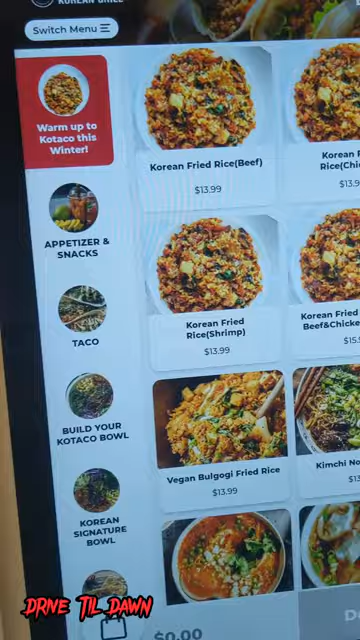 KOREAN GRILL
Switch Menu
Warm up to
Kotaco this
Winter!
APPETIZER &
SNACKS
TACO
BUILD YOUR
KOTACO BOWL
KOREAN
SIGNATURE
BOWL
Korean Fried Rice(Beef)
$13.99
Korean F
Rice(Chi
$13.9
Korean Fried
Rice(Shrimp)
$13.99
Korean Fried
Beef&Chicke
$15.
Vegan Bulgogi Fried Rice
$13.99
Kimchi No
$13
$0.00
D
DRIVE TIL DAWN